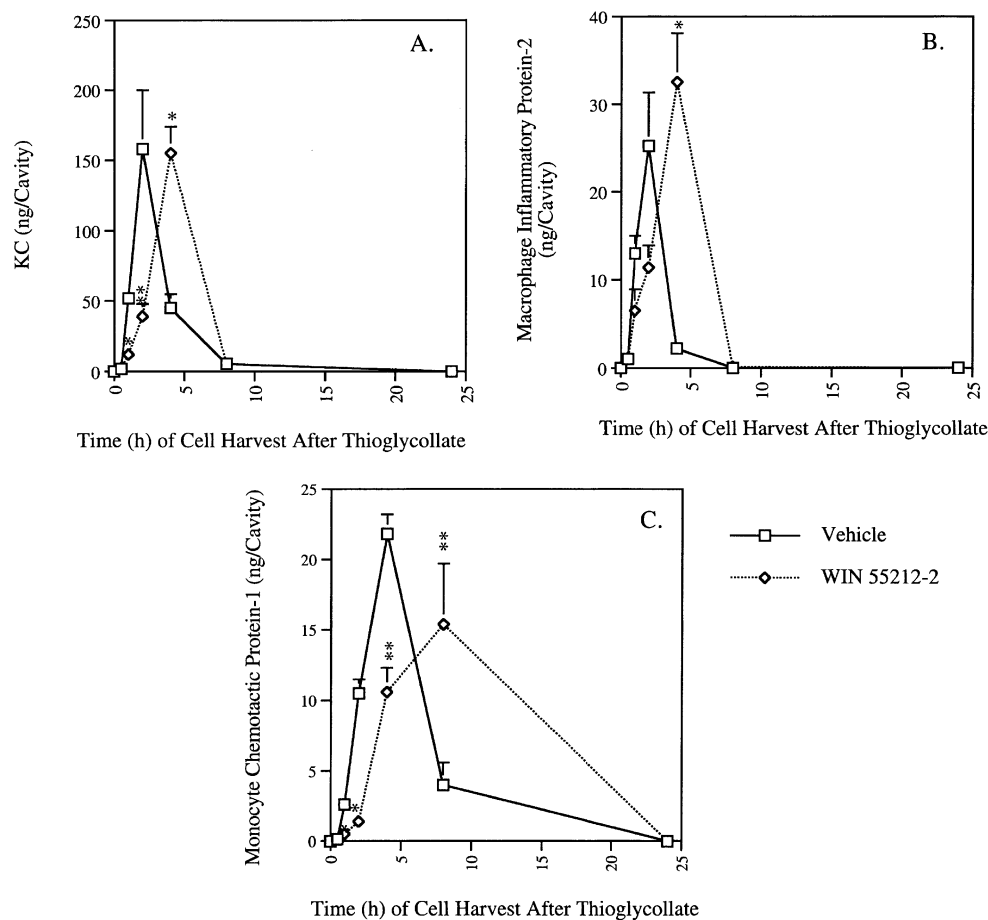 A.
KC (ng/Cavity)
250
200
150
100
50
0
0 5 10 15 20 25
Time (h) of Cell Harvest After Thioglycollate
*
*
**
B.
Macrophage Inflammatory Protein-2
(ng/Cavity)
40
30
20
10
0
0 5 10 15 20 25
Time (h) of Cell Harvest After Thioglycollate
*
C.
Monocyte Chemotactic Protein-1 (ng/Cavity)
25
20
15
10
5
0
0 5 10 15 20 25
Time (h) of Cell Harvest After Thioglycollate
**
**
*
*
Vehicle
WIN 55212-2